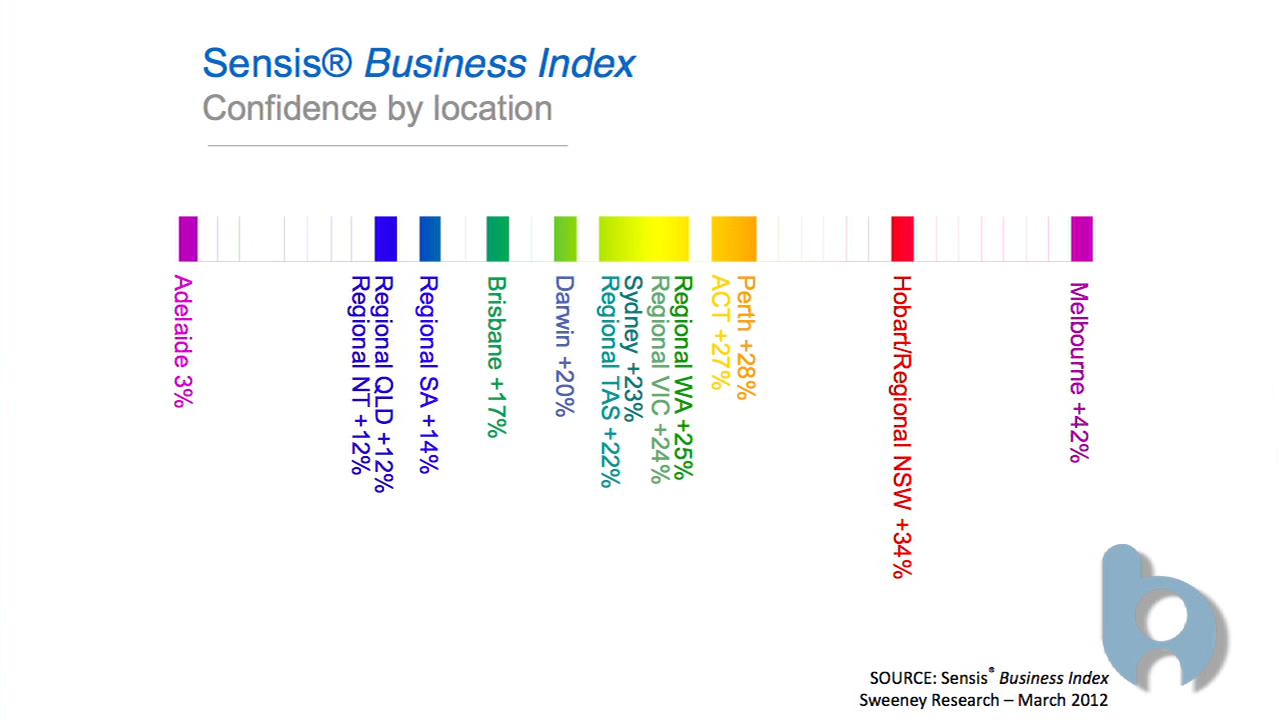 Sensis® Business Index
Confidence by location
Adelaide 3%
Regional NT +12%
Regional QLD +12%
Regional SA +14%
Brisbane +17%
Darwin +20%
Regional TAS +22%
Sydney +23%
Regional VIC +24%
Regional WA +25%
ACT +27%
Perth +28%
Hobart/Regional NSW +34%
Melbourne +42%
SOURCE: Sensis® Business Index
Sweeney Research – March 2012